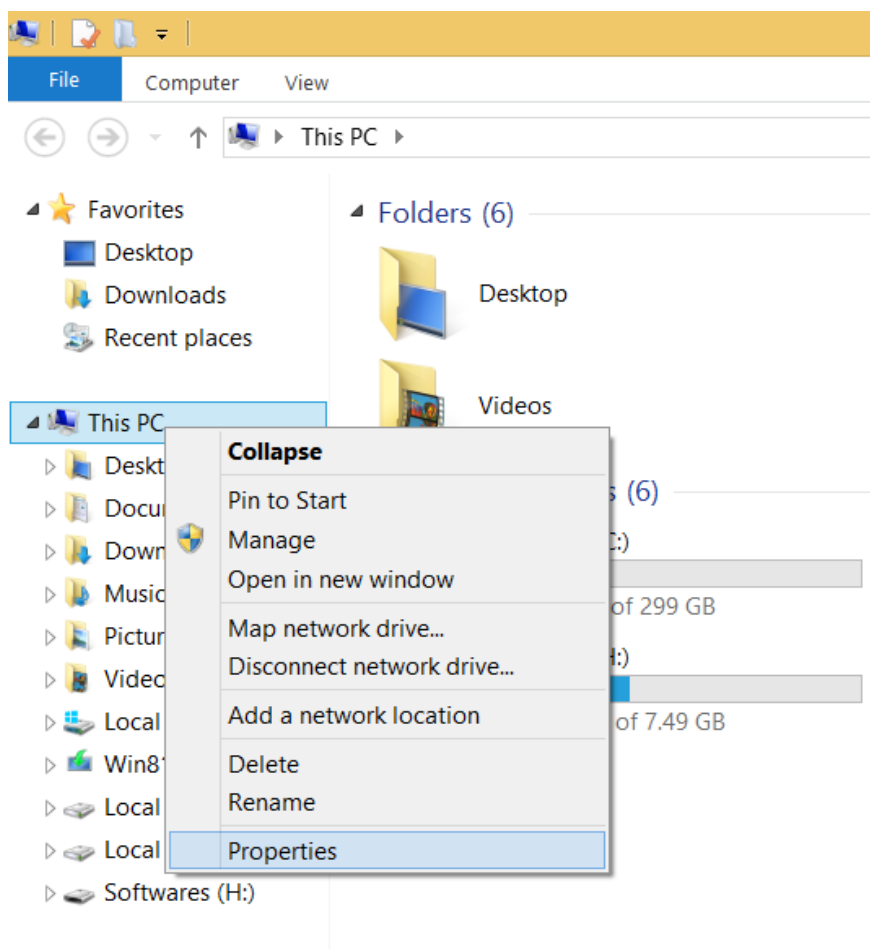 File Computer View
This PC
Favorites
Desktop
Downloads
Recent places
This PC
Deskt
Docu
Down
Music
Pictur
Video
Local
Win8
Local
Local
Softwares (H:)
Folders (6)
Desktop
Videos
(6)
:)
of 299 GB
:)
of 7.49 GB
Collapse
Pin to Start
Manage
Open in new window
Map network drive...
Disconnect network drive...
Add a network location
Delete
Rename
Properties